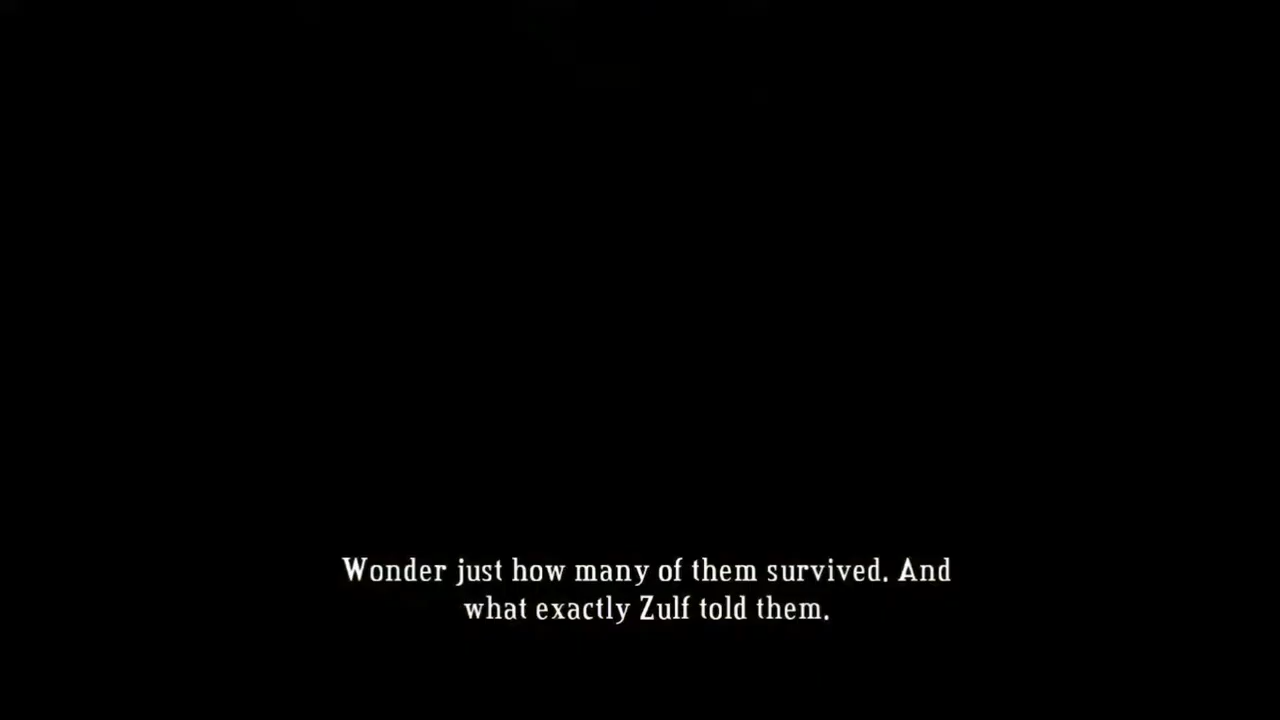 Wonder just how many of them survived. And
what exactly Zulf told them.